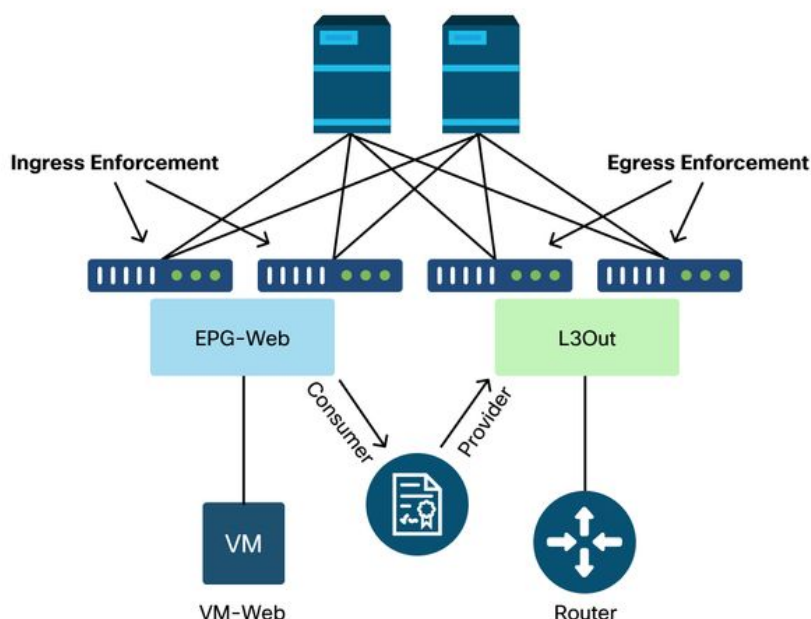 Ingress Enforcement
Egress Enforcement
EPG-Web
L3Out
Consumer
Provider
VM
VM-Web
Router